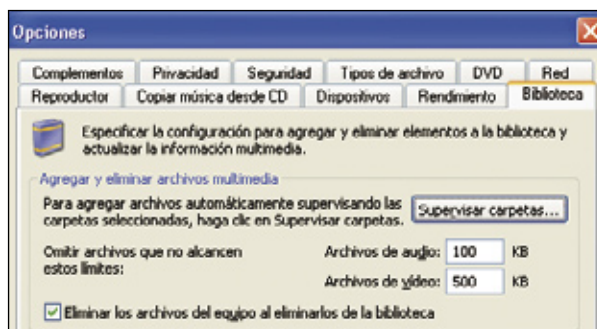 Opciones
Complementos Privacidad Seguridad Tipos de archivo DVD Red
Reproductor Copiar música desde CD Dispositivos Rendimiento Biblioteca
Especificar la configuración para agregar y eliminar elementos a la biblioteca y
actualizar la información multimedia.
Agregar y eliminar archivos multimedia
Para agregar archivos automáticamente supervisando las
carpetas seleccionadas, haga clic en Supervisar carpetas.
Supervisar carpetas...
Omitir archivos que no alcancen
estos límites:
Archivos de audio: 100 KB
Archivos de vídeo: 500 KB
Eliminar los archivos del equipo al eliminarlos de la biblioteca